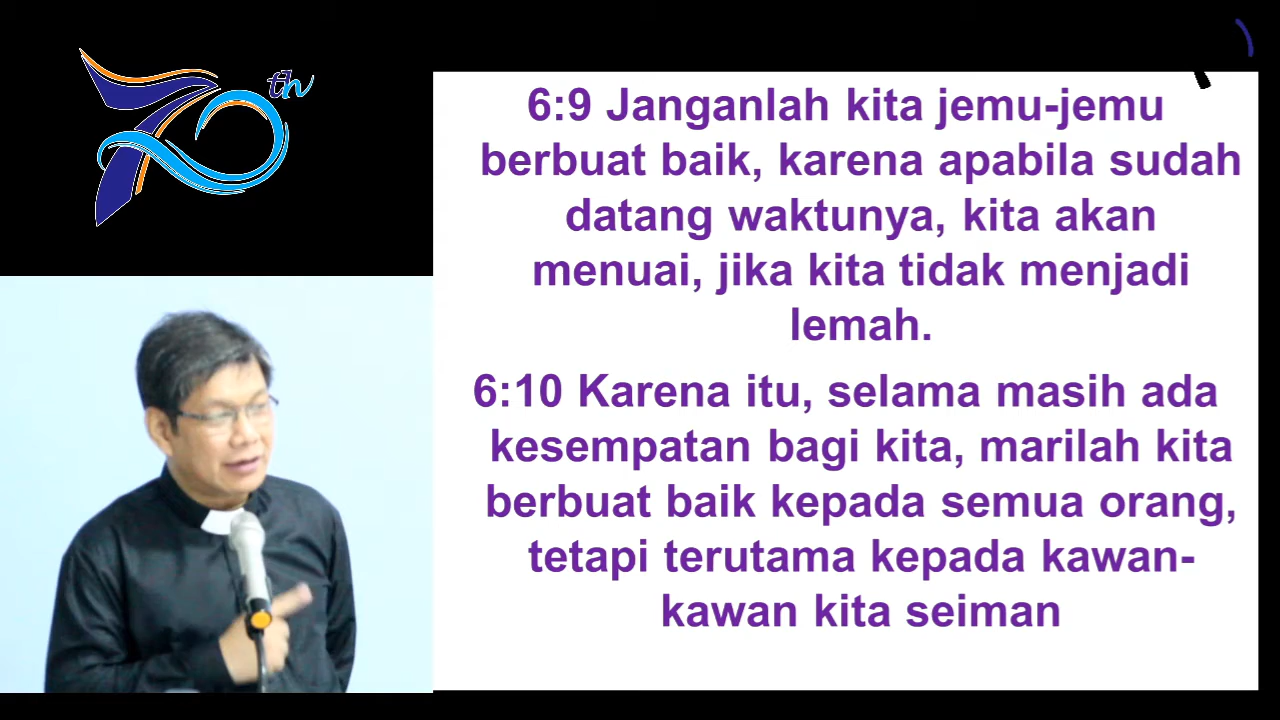 70th
6:9 Janganlah kita jemu-jemu
berbuat baik, karena apabila sudah
datang waktunya, kita akan
menuai, jika kita tidak menjadi
lemah.
6:10 Karena itu, selama masih ada
kesempatan bagi kita, marilah kita
berbuat baik kepada semua orang,
tetapi terutama kepada kawan-
kawan kita seiman